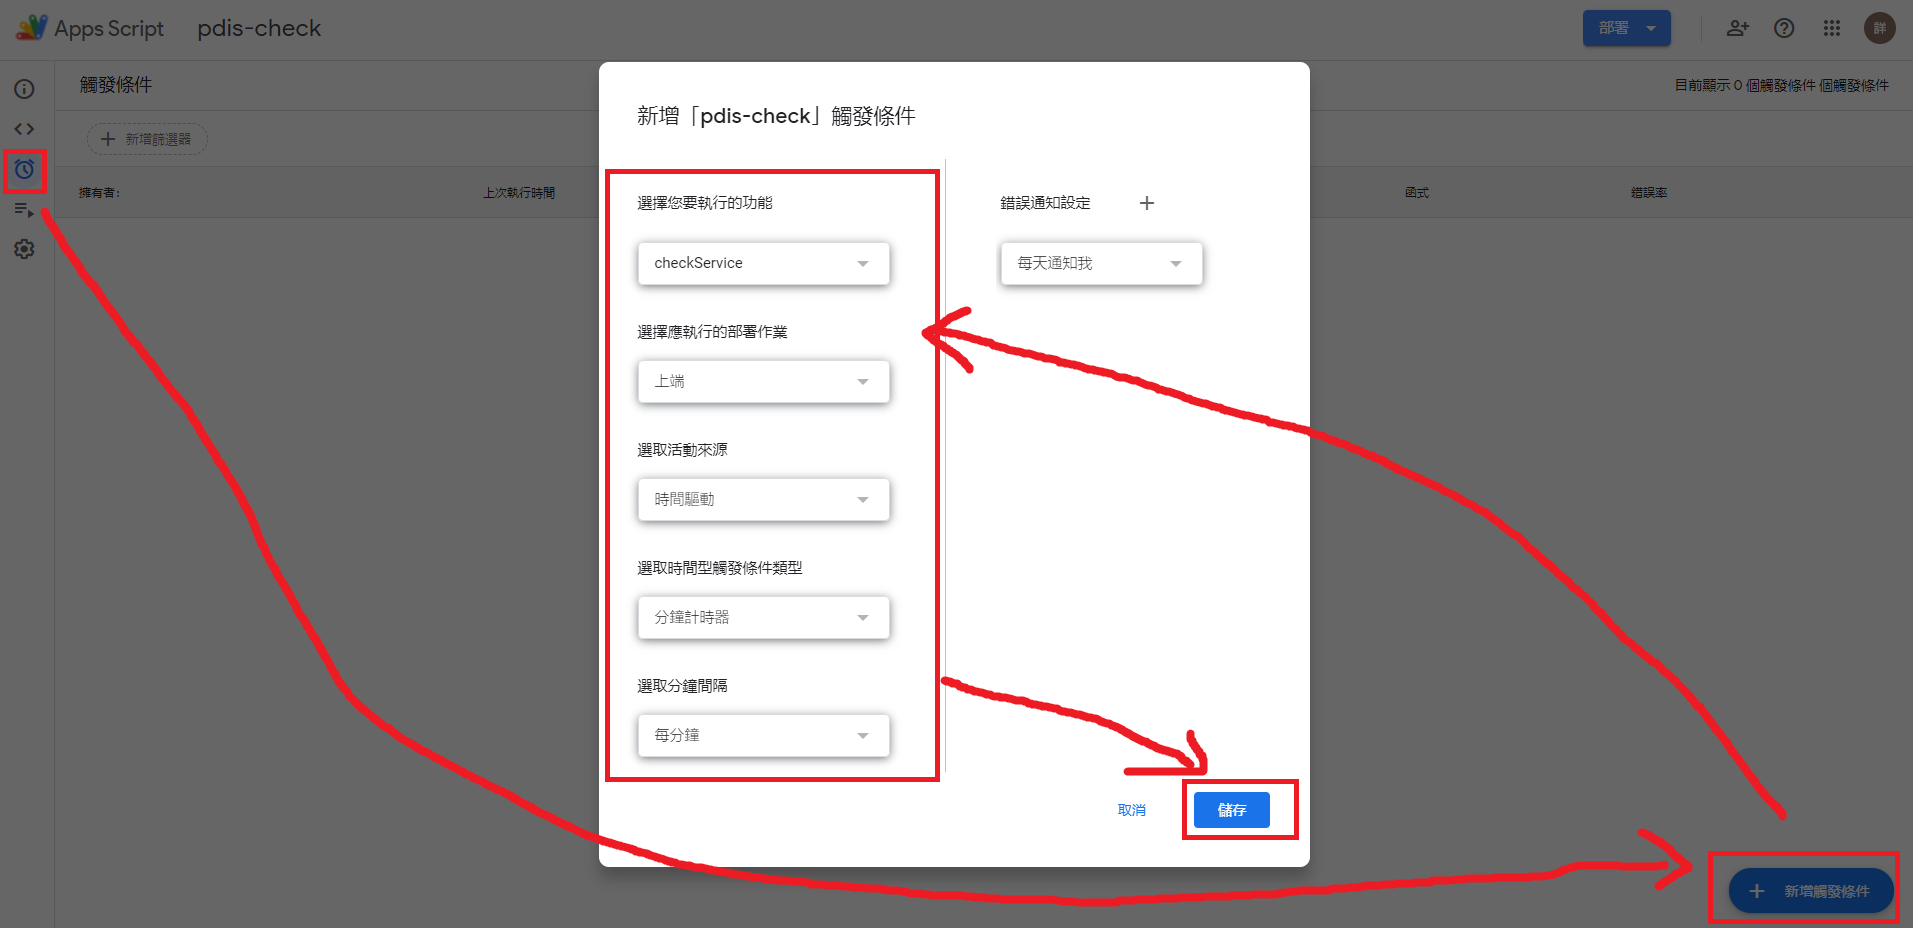 Apps Script
pdis-check
部署
詳
觸發條件
目前顯示 0 個觸發條件 個觸發條件
新增篩選器
擁有者:
上次執行時間
函式
錯誤率
新增「pdis-check」觸發條件
選擇您要執行的功能
checkService
選擇應執行的部署作業
上端
選取活動來源
時間驅動
選取時間型觸發條件類型
分鐘計時器
選取分鐘間隔
每分鐘
錯誤通知設定
每天通知我
取消
儲存
新增觸發條件